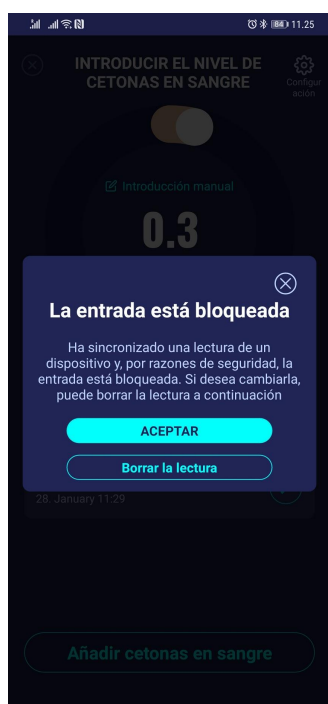 84 11.25
INTRODUCIR EL NIVEL DE
CETONAS EN SANGRE
Configur
ación
Introducción manual
0.3
La entrada está bloqueada
Ha sincronizado una lectura de un
dispositivo y, por razones de seguridad, la
entrada está bloqueada. Si desea cambiarla,
puede borrar la lectura a continuación
ACEPTAR
Borrar la lectura
28. January 11:29
Añadir cetonas en sangre